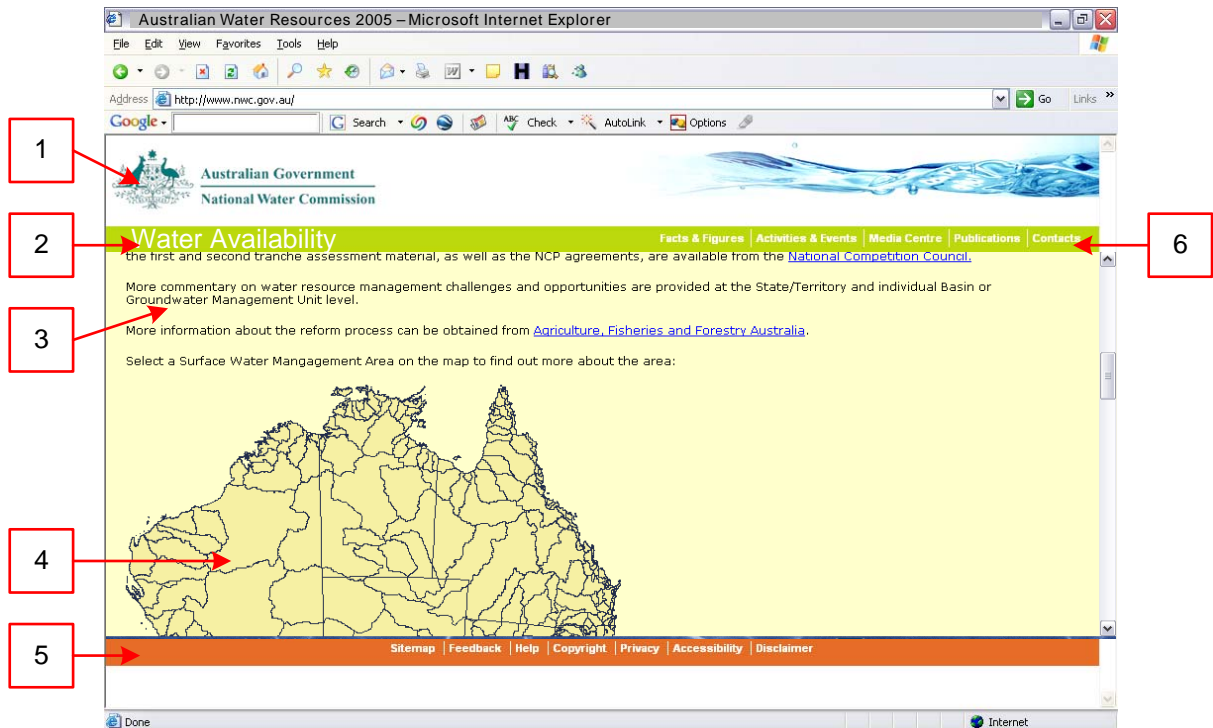 Australian Water Resources 2005 – Microsoft Internet Explorer
File Edit View Favorites Tools Help
Address http://www.nwc.gov.au/ Go Links »
Google Search ABC Check AutoLink Options
1
Australian Government
National Water Commission
2
Water Availability
Facts & Figures Activities & Events Media Centre Publications Contacts
6
the first and second tranche assessment material, as well as the NCP agreements, are available from the National Competition Council.
More commentary on water resource management challenges and opportunities are provided at the State/Territory and individual Basin or
Groundwater Management Unit level.
3
More information about the reform process can be obtained from Agriculture, Fisheries and Forestry Australia.
Select a Surface Water Mangagement Area on the map to find out more about the area:
4
5
Sitemap Feedback Help Copyright Privacy Accessibility Disclaimer
Done Internet